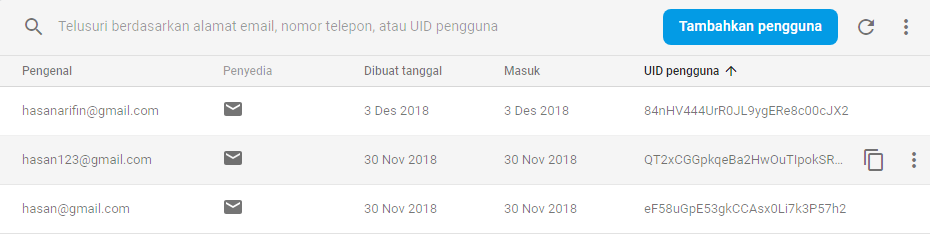 Telusuri berdasarkan alamat email, nomor telepon, atau UID pengguna Tambahkan pengguna
Pengenal Penyedia Dibuat tanggal Masuk UID pengguna
hasanarifin@gmail.com 3 Des 2018 3 Des 2018 84nHV444UrR0JL9ygERe8c00cJX2
hasan123@gmail.com 30 Nov 2018 30 Nov 2018 QT2xCGGpkqeBa2HwOuTIpokSR...
hasan@gmail.com 30 Nov 2018 30 Nov 2018 eF58uGpE53gkCCAsx0Li7k3P57h2